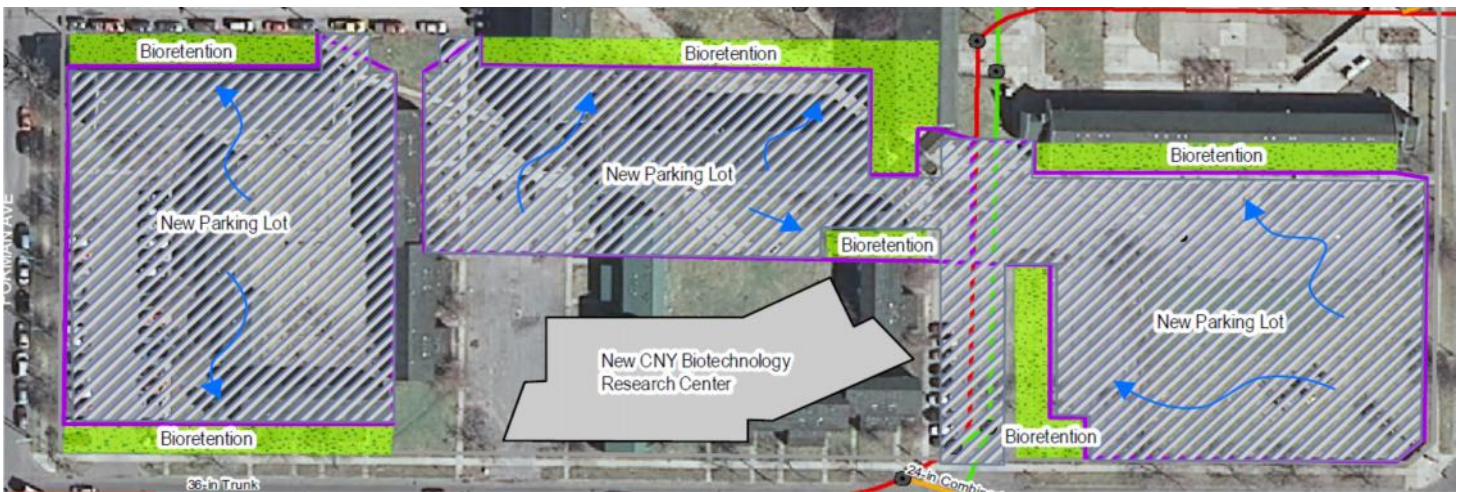 Bioretention
Bioretention
Bioretention
New Parking Lot
New Parking Lot
Bioretention
New Parking Lot
New CNY Biotechnology
Research Center
Bioretention
Bioretention
36-in Trunk
24-in Combin